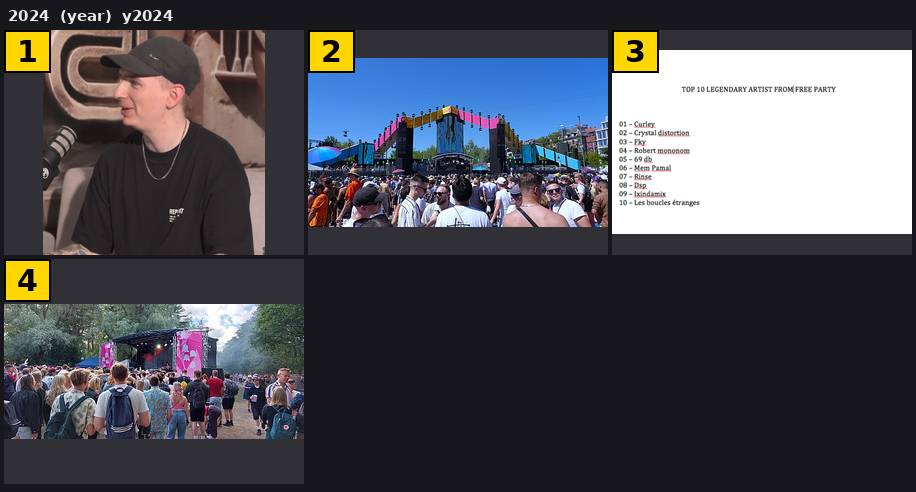 2024 (year) y2024
1
2
3
TOP 10 LEGENDARY ARTIST FROM FREE PARTY
01 – Curley
02 – Crystal distortion
03 – Fky
04 – Robert mononom
05 – 69 db
06 – Mem Pamal
07 – Rinse
08 – Dsp
09 – Ixindamix
10 – Les boucles étranges
4